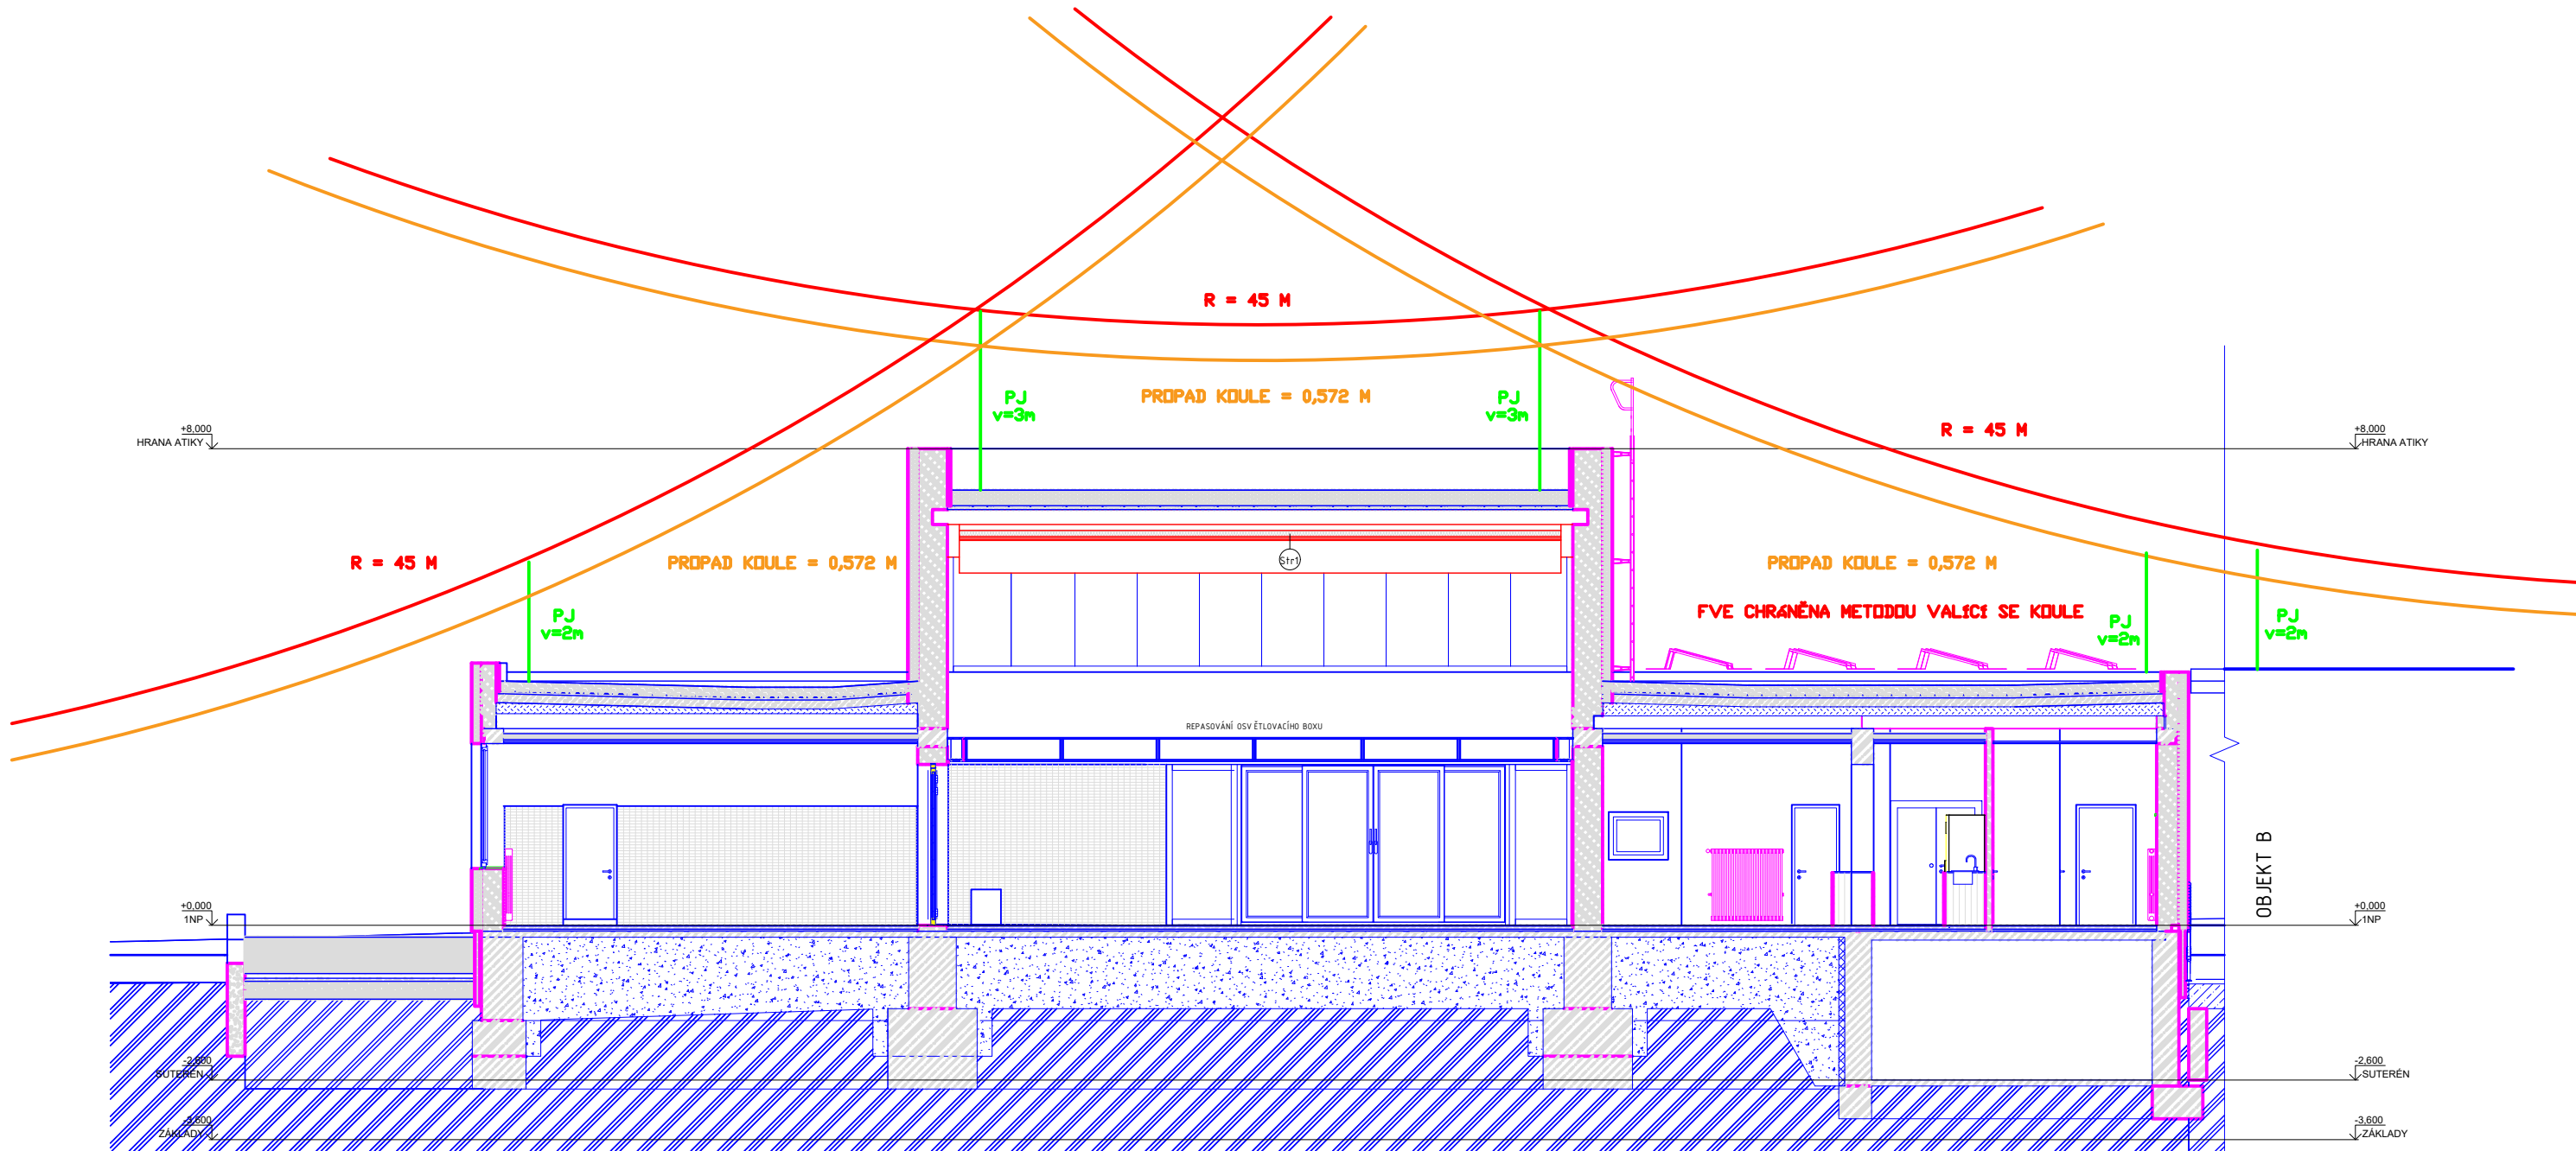 R = 45 M
PROPAD KOULE = 0,572 M
PJ
v=3m
PJ
v=3m
+8,000
HRANA ATIKY
R = 45 M
+8,000
HRANA ATIKY
R = 45 M
PROPAD KOULE = 0,572 M
Str1
PROPAD KOULE = 0,572 M
FVE CHRÁNĚNA METODOU VALÍCÍ SE KOULE
PJ
v=2m
PJ
v=2m
PJ
v=2m
REPASOVÁNÍ OSVĚTLOVACÍHO BOXU
OBJEKT B
+0,000
1NP
+0,000
1NP
-2,600
SUTERÉN
-2,600
SUTERÉN
-3,600
ZÁKLADY
-3,600
ZÁKLADY